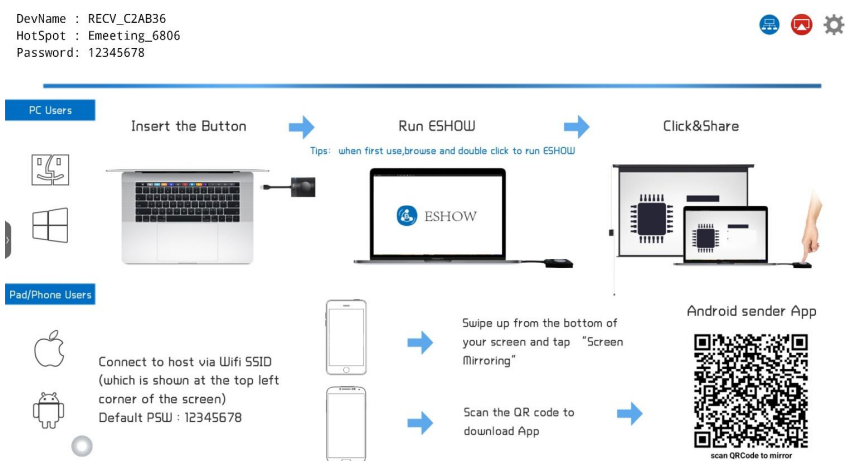 DevName : RECV_C2AB36
HotSpot : Emeeting_6806
Password: 12345678
PC Users
Insert the Button
Run ESHOW
Click&Share
Tips: when first use,browse and double click to run ESHOW
ESHOW
Pad/Phone Users
Connect to host via Wifi SSID
(which is shown at the top left
corner of the screen)
Default PSW : 12345678
Swipe up from the bottom of
your screen and tap “Screen
Mirroring”
Scan the QR code to
download App
Android sender App
scan QRCode to mirror